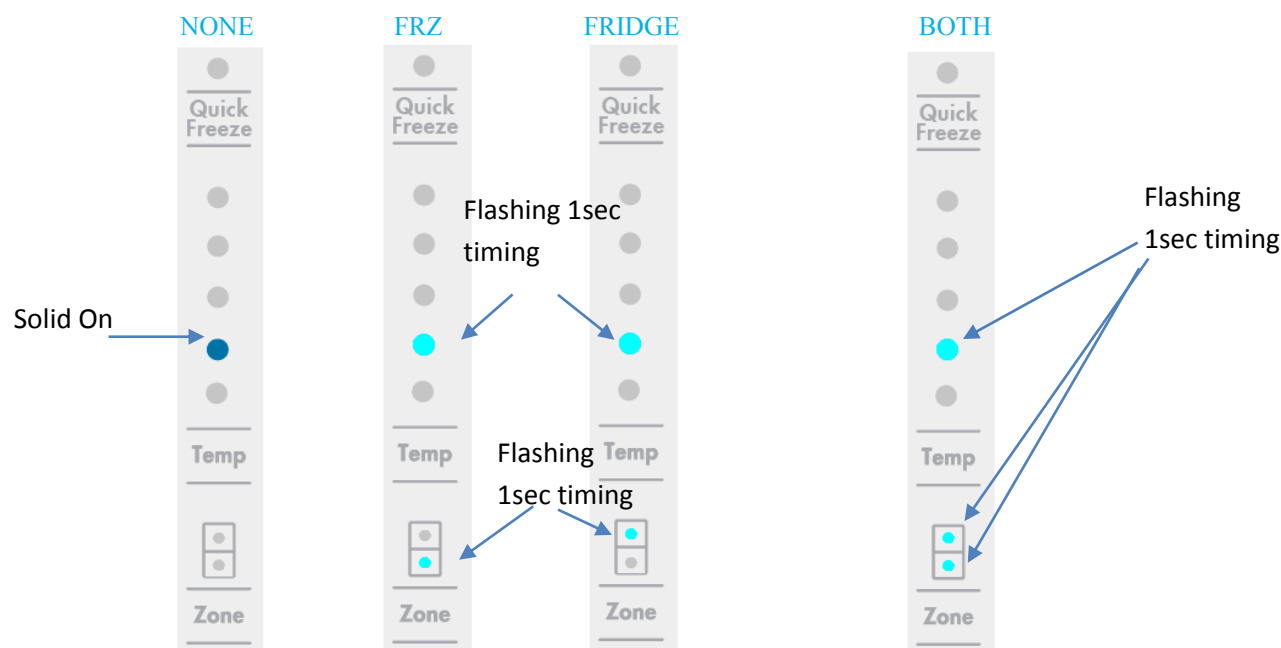 NONE
FRZ
FRIDGE
BOTH
Quick
Freeze
Quick
Freeze
Quick
Freeze
Quick
Freeze
Flashing 1sec
timing
Flashing
1sec timing
Solid On
Temp
Temp
Flashing
1sec timing
Temp
Temp
Zone
Zone
Zone
Zone